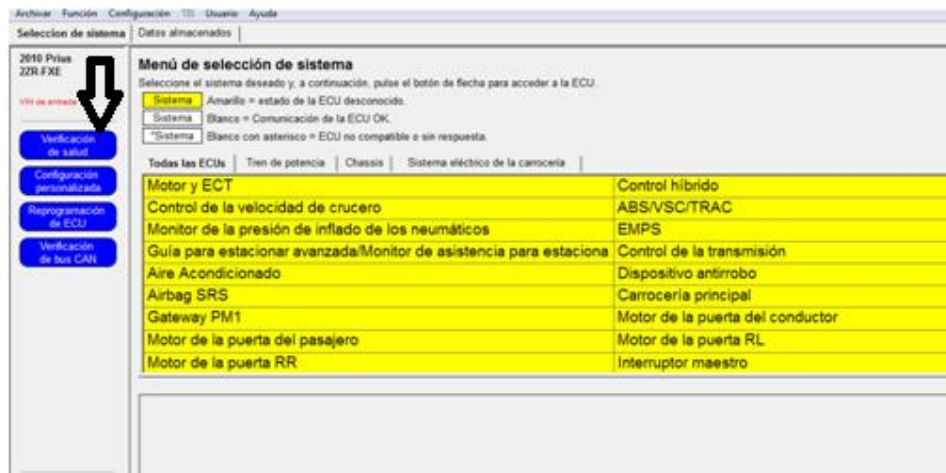 Archivar Función Configuración TIS Usuario Ayuda
Seleccion de sistema Datos almacenados
2010 Prius
2ZR-FXE
VIN de entrada
Verificación
de salud
Configuración
personalizada
Reprogramación
de ECU
Verificación
de bus CAN
Menú de selección de sistema
Seleccione el sistema deseado y, a continuación, pulse el botón de flecha para acceder a la ECU.
Sistema Amarillo = estado de la ECU desconocido.
Sistema Blanco = Comunicación de la ECU OK.
*Sistema Blanco con asterisco = ECU no compatible o sin respuesta.
Todas las ECUs Tren de potencia Chassis Sistema eléctrico de la carrocería
Motor y ECT Control híbrido
Control de la velocidad de crucero ABS/VSC/TRAC
Monitor de la presión de inflado de los neumáticos EMPS
Guía para estacionar avanzada/Monitor de asistencia para estaciona Control de la transmisión
Aire Acondicionado Dispositivo antirrobo
Airbag SRS Carrocería principal
Gateway PM1 Motor de la puerta del conductor
Motor de la puerta del pasajero Motor de la puerta RL
Motor de la puerta RR Interruptor maestro